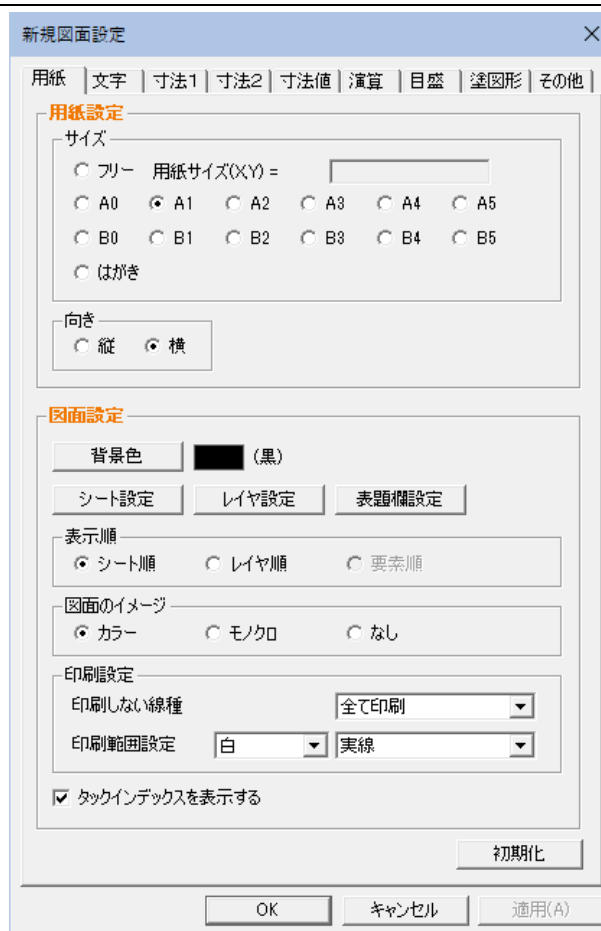 新規図面設定
用紙 文字 寸法1 寸法2 寸法値 演算 目盛 塗図形 その他
用紙設定
サイズ
フリー 用紙サイズ(XY) =
A0 A1 A2 A3 A4 A5
B0 B1 B2 B3 B4 B5
はがき
向き
縦 横
図面設定
背景色 (黒)
シート設定 レイヤ設定 表題欄設定
表示順
シート順 レイヤ順 要素順
図面のイメージ
カラー モノクロ なし
印刷設定
印刷しない線種 全て印刷
印刷範囲設定 白 実線
タックインデックスを表示する
初期化
OK キャンセル 適用(A)